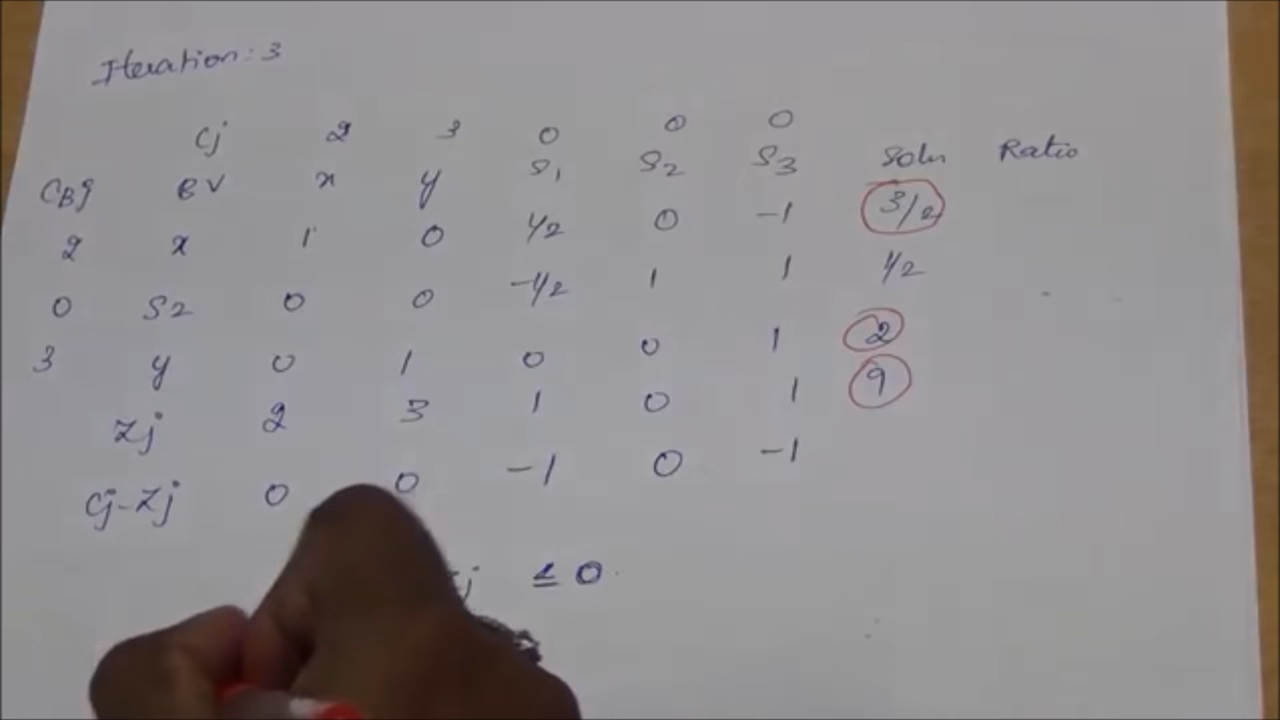 Iteration: 3
Cj 2 3 0 0 0
CBj BV x y S1 S2 S3 Soln Ratio
2 x 1 0 1/2 0 -1 3/2
0 S2 0 0 -1/2 1 1 1/2
3 y 0 1 0 0 1 2
Zj 2 3 1 0 1 9
Cj-Zj 0 0 -1 0 -1
≤ 0